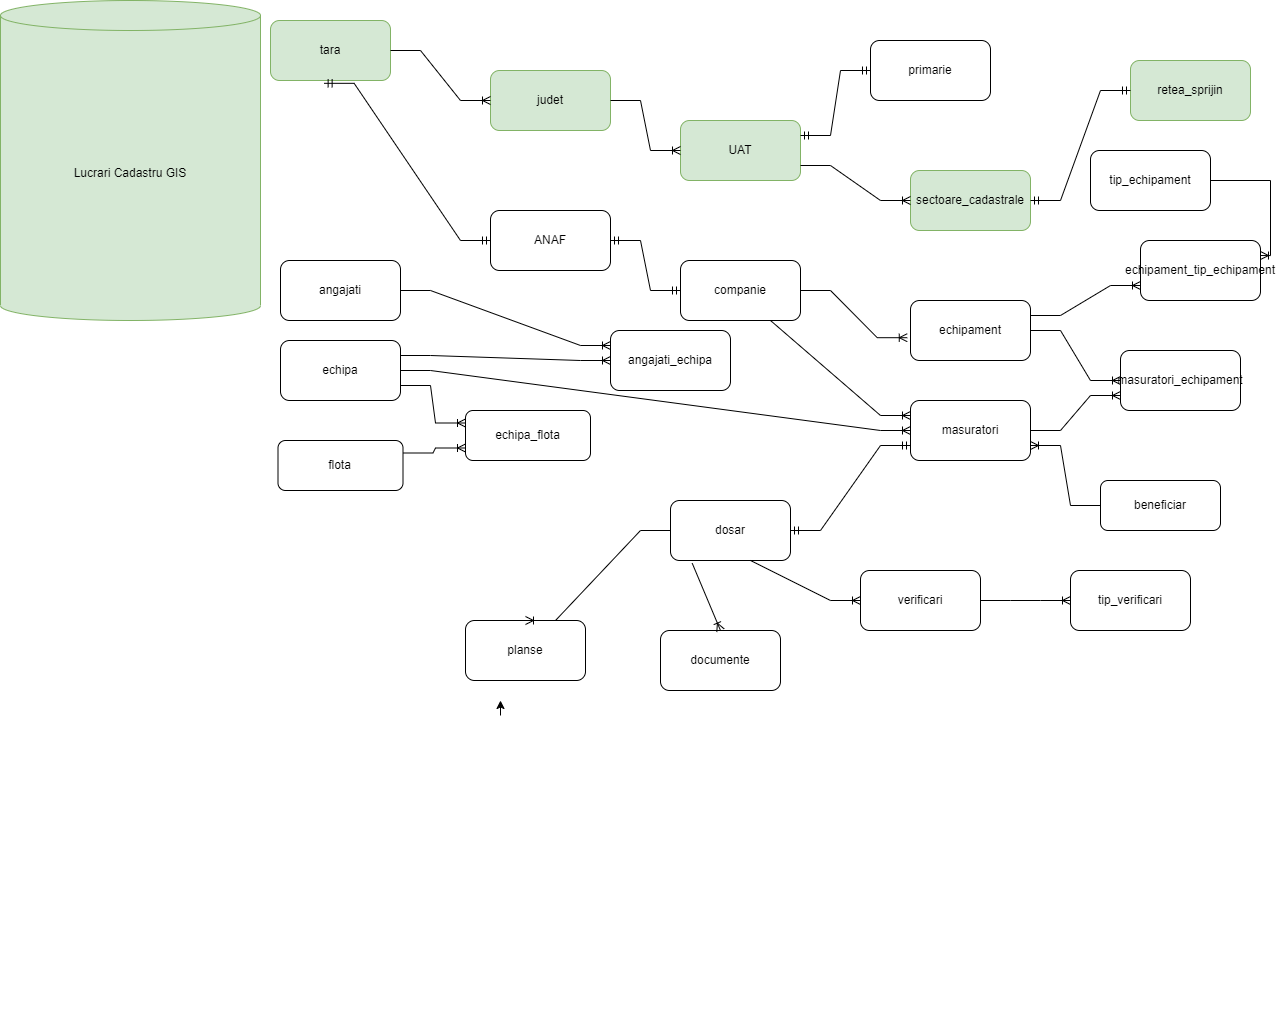 tara
primarie
retea_sprijin
judet
UAT
Lucrari Cadastru GIS
tip_echipament
sectoare_cadastrale
ANAF
echipament_tip_echipament
angajati
companie
echipament
angajati_echipa
echipa
masuratori_echipament
echipa_flota
masuratori
flota
beneficiar
dosar
verificari
tip_verificari
planse
documente